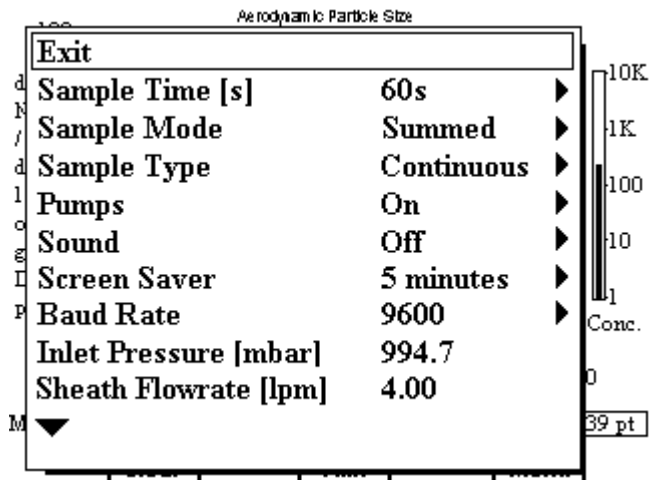 Aerodynamic Particle Size
Exit
Sample Time [s] 60s
Sample Mode Summed
Sample Type Continuous
Pumps On
Sound Off
Screen Saver 5 minutes
Baud Rate 9600
Inlet Pressure [mbar] 994.7
Sheath Flowrate [lpm] 4.00
10K
1K
100
10
1
Conc.
39 pt